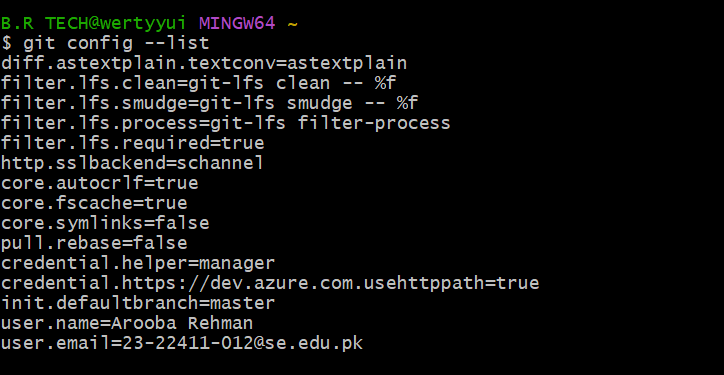 B.R TECH@wertyyui MINGW64 ~
$ git config --list
diff.astextplain.textconv=astextplain
filter.lfs.clean=git-lfs clean -- %f
filter.lfs.smudge=git-lfs smudge -- %f
filter.lfs.process=git-lfs filter-process
filter.lfs.required=true
http.sslbackend=schannel
core.autocrlf=true
core.fscache=true
core.symlinks=false
pull.rebase=false
credential.helper=manager
credential.https://dev.azure.com.usehttppath=true
init.defaultbranch=master
user.name=Arooba Rehman
user.email=23-22411-012@se.edu.pk